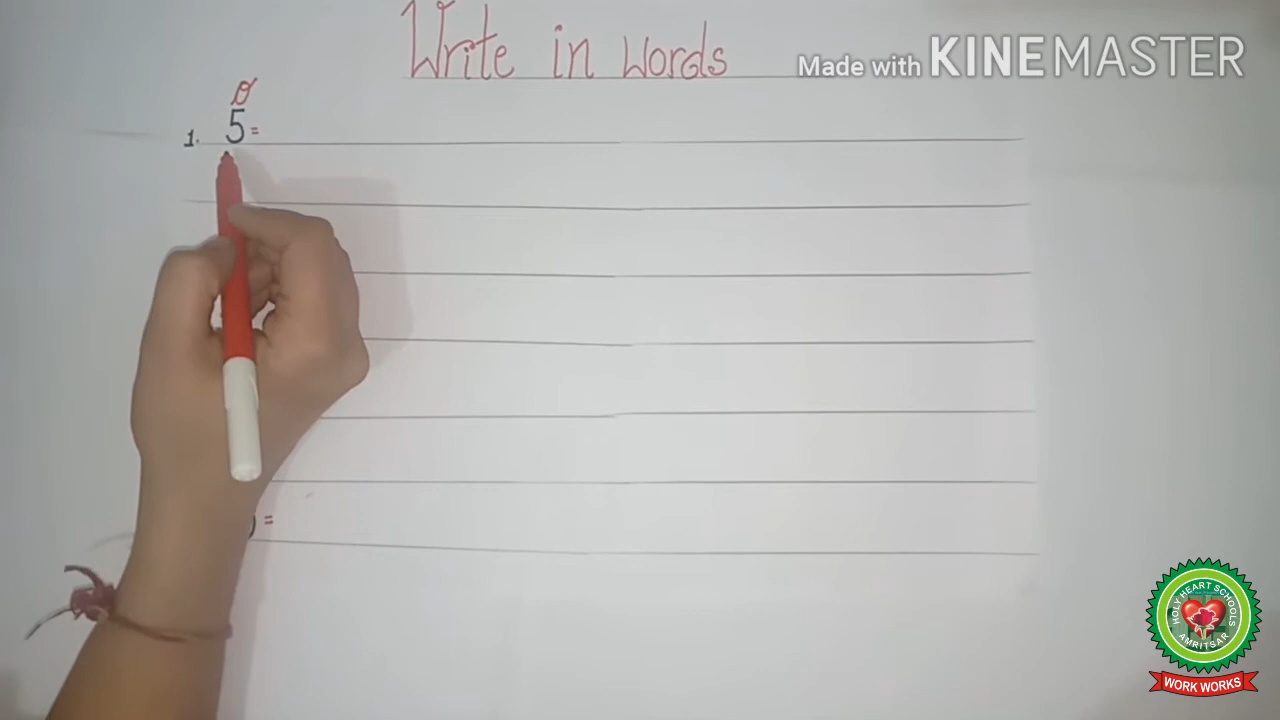 Write in words
Made with KINEMASTER
O
1. 5=
) =
HOLY HEART SCHOOLS
AMRITSAR
WORK WORKS